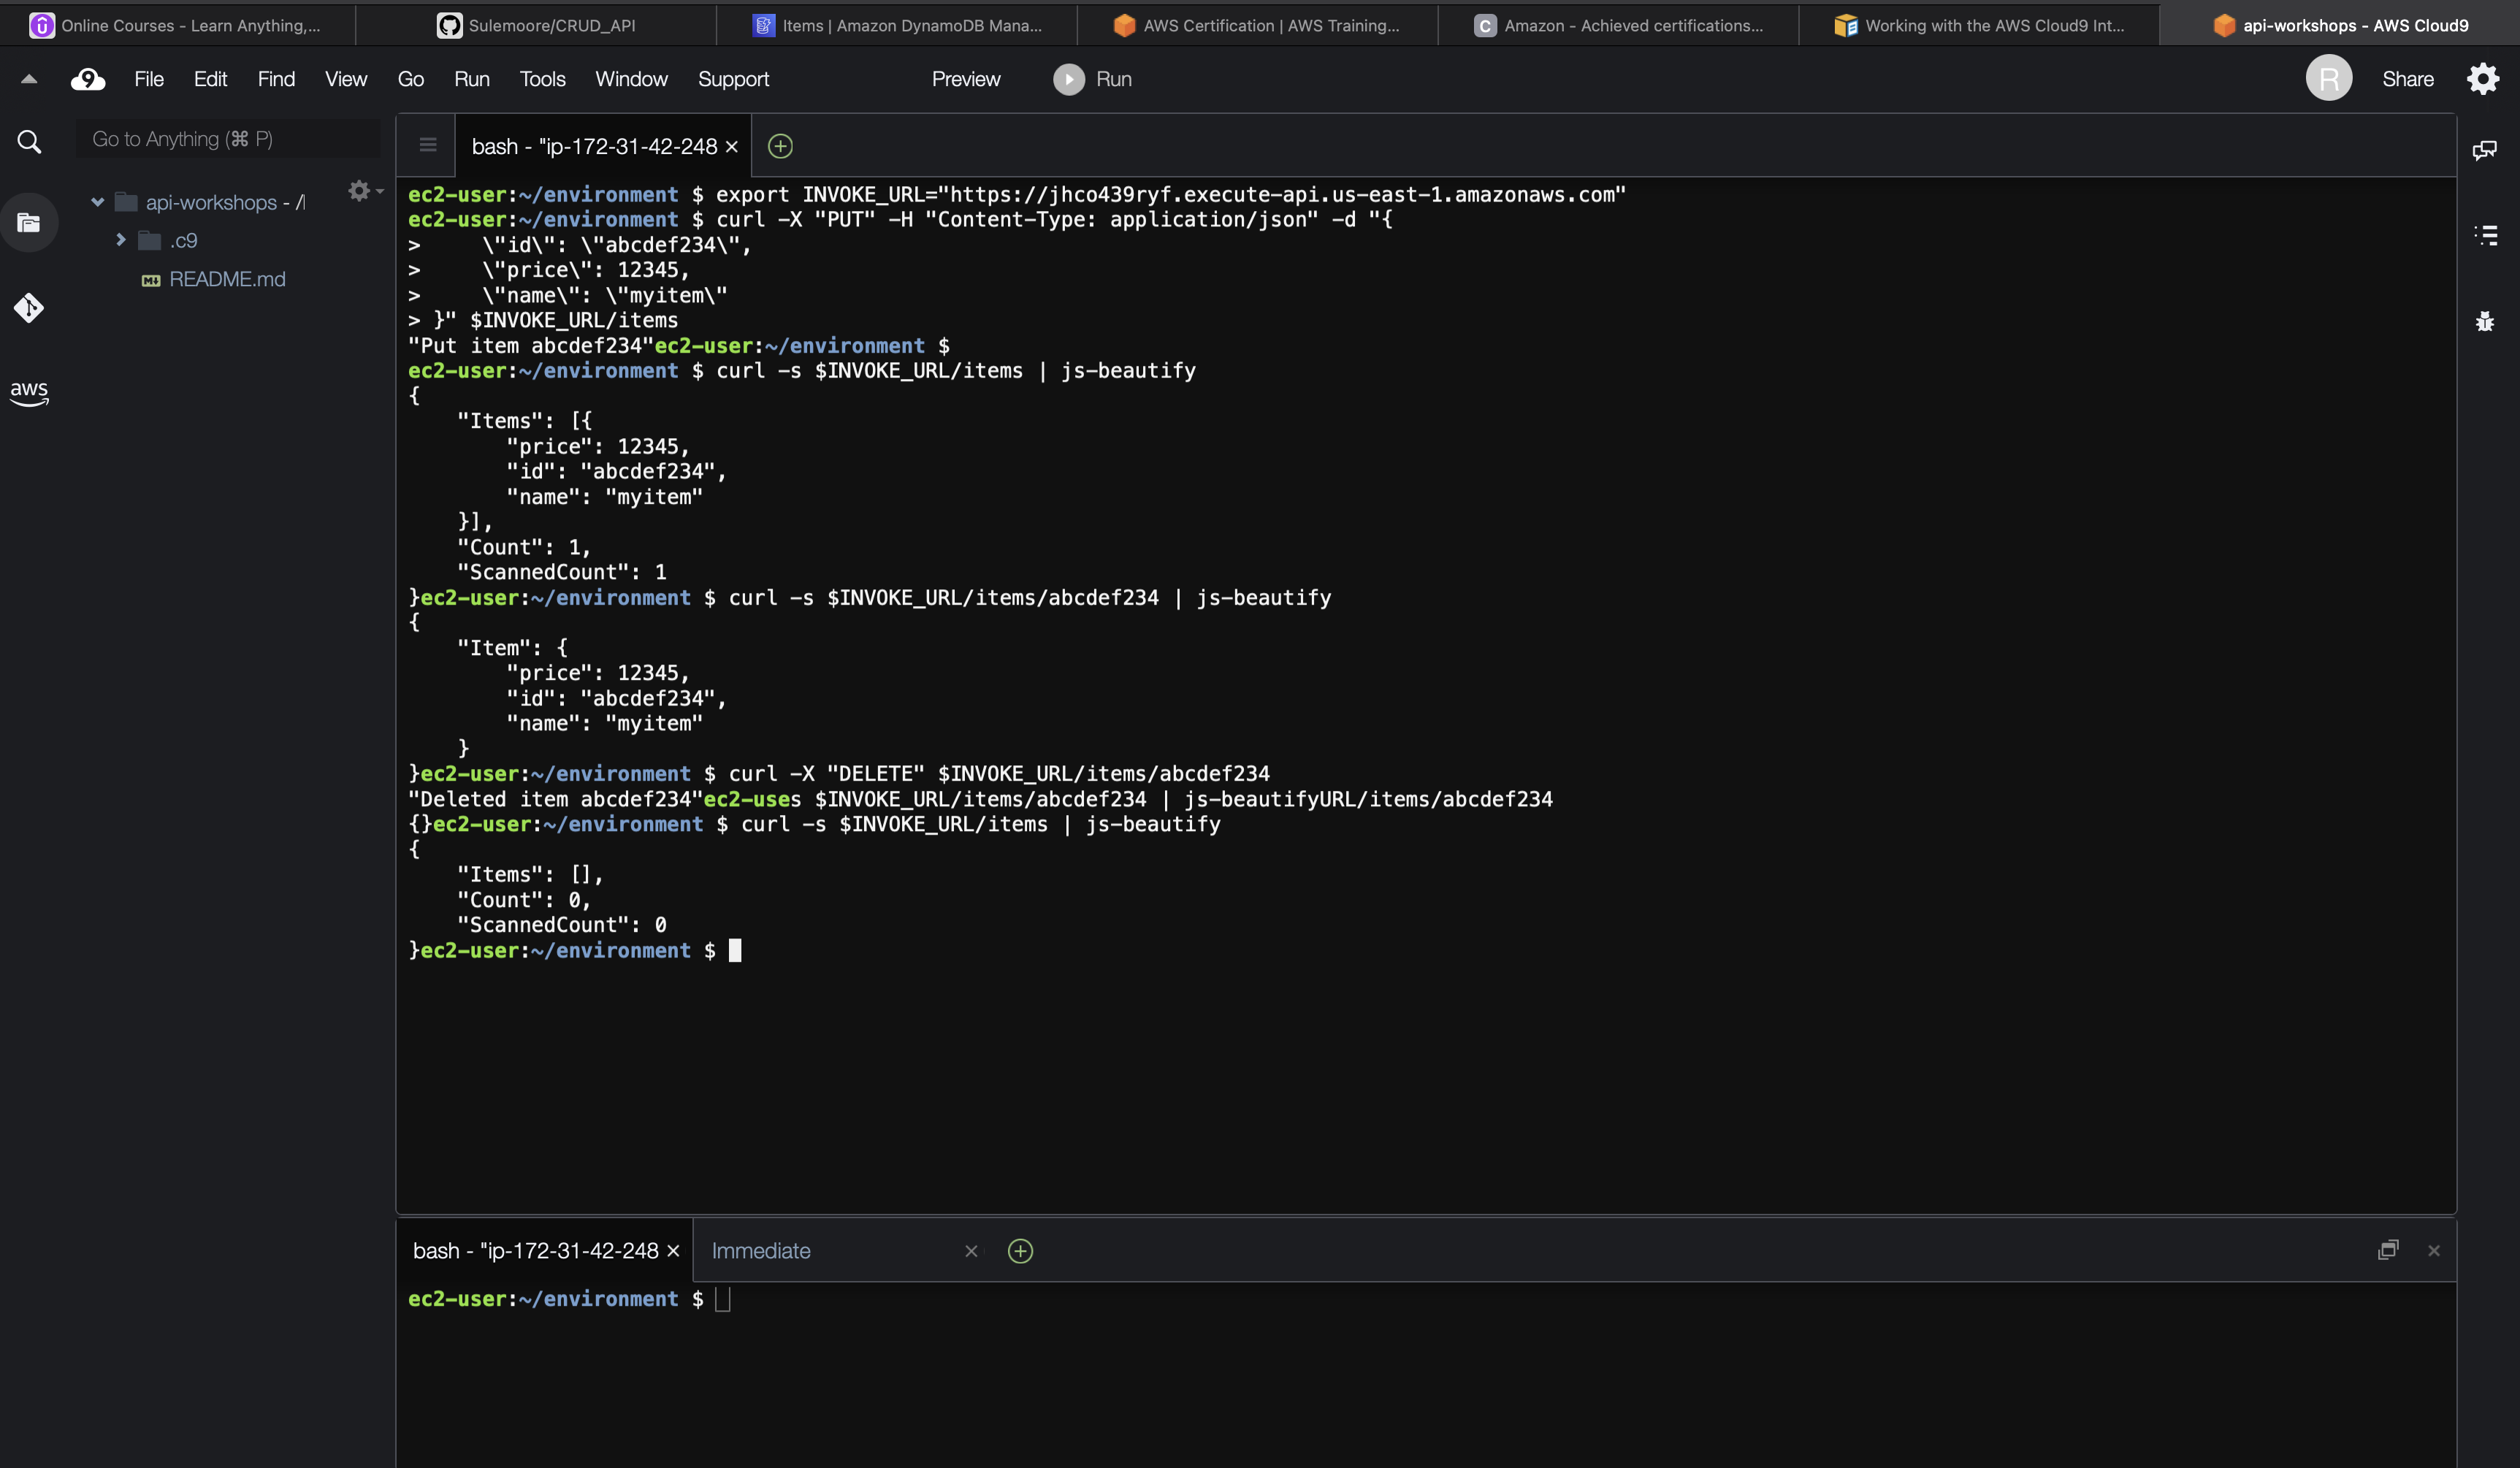 Online Courses - Learn Anything,...
Sulemoore/CRUD_API
Items | Amazon DynamoDB Mana...
AWS Certification | AWS Training...
C Amazon - Achieved certifications...
Working with the AWS Cloud9 Int...
api-workshops - AWS Cloud9
9 File Edit Find View Go Run Tools Window Support Preview Run R Share
Go to Anything (⌘ P)
api-workshops - /
.c9
README.md
aws
bash - "ip-172-31-42-248 ×
ec2-user:~/environment $ export INVOKE_URL="https://jhco439ryf.execute-api.us-east-1.amazonaws.com"
ec2-user:~/environment $ curl -X "PUT" -H "Content-Type: application/json" -d "{
>     \"id\": \"abcdef234\",
>     \"price\": 12345,
>     \"name\": \"myitem\"
> }" $INVOKE_URL/items
"Put item abcdef234"ec2-user:~/environment $
ec2-user:~/environment $ curl -s $INVOKE_URL/items | js-beautify
{
    "Items": [{
        "price": 12345,
        "id": "abcdef234",
        "name": "myitem"
    }],
    "Count": 1,
    "ScannedCount": 1
}ec2-user:~/environment $ curl -s $INVOKE_URL/items/abcdef234 | js-beautify
{
    "Item": {
        "price": 12345,
        "id": "abcdef234",
        "name": "myitem"
    }
}ec2-user:~/environment $ curl -X "DELETE" $INVOKE_URL/items/abcdef234
"Deleted item abcdef234"ec2-uses $INVOKE_URL/items/abcdef234 | js-beautifyURL/items/abcdef234
{}ec2-user:~/environment $ curl -s $INVOKE_URL/items | js-beautify
{
    "Items": [],
    "Count": 0,
    "ScannedCount": 0
}ec2-user:~/environment $
bash - "ip-172-31-42-248 × Immediate ×
ec2-user:~/environment $